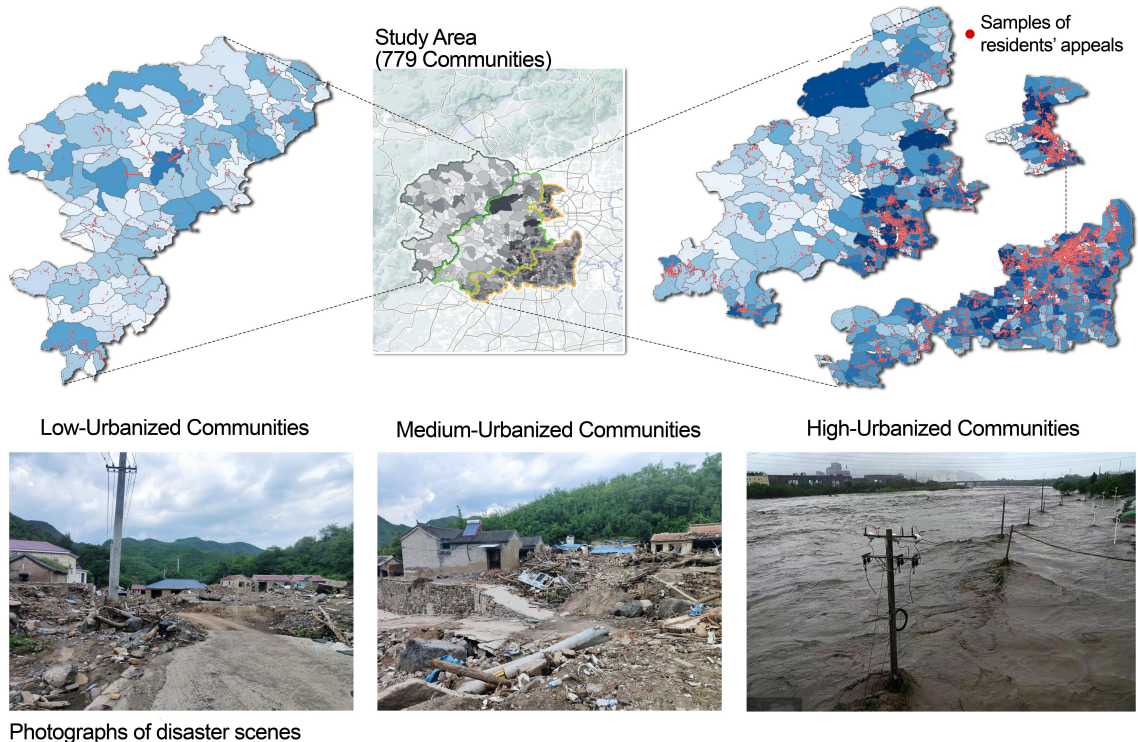 Study Area
(779 Communities)
Samples of
residents’ appeals
Low-Urbanized Communities
Medium-Urbanized Communities
High-Urbanized Communities
Photographs of disaster scenes